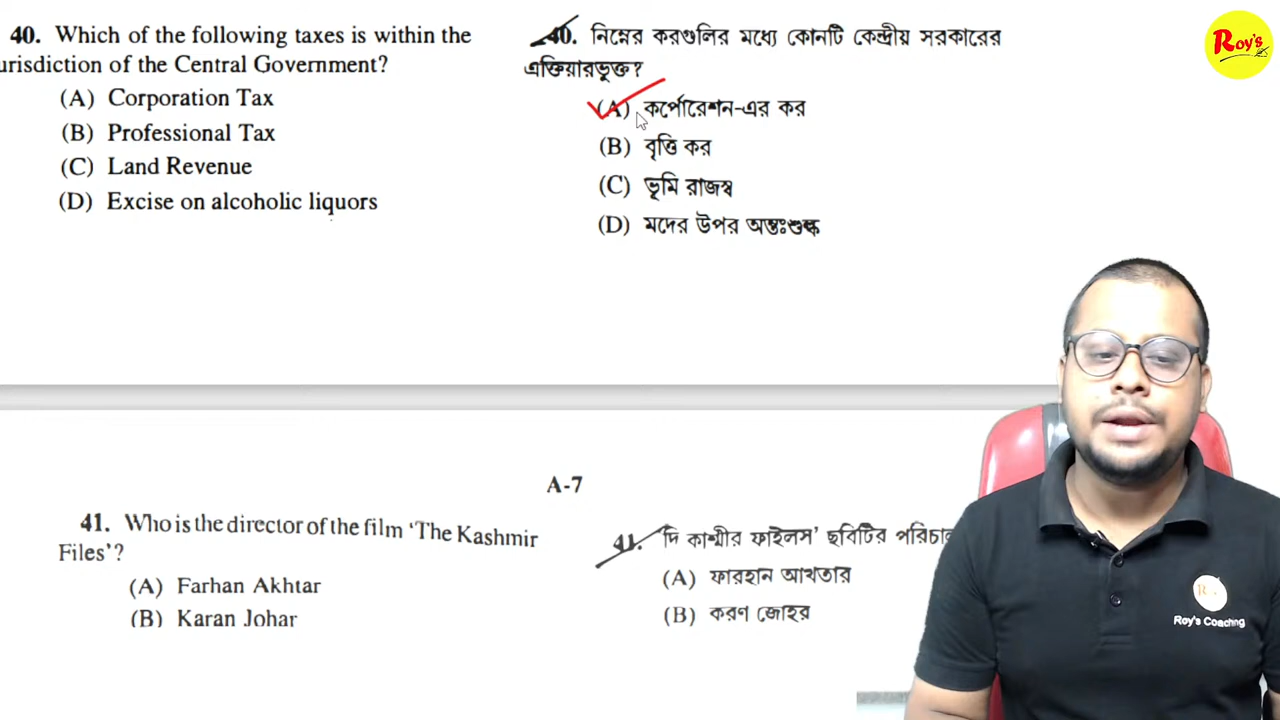 40. Which of the following taxes is within the
urisdiction of the Central Government?
(A) Corporation Tax
(B) Professional Tax
(C) Land Revenue
(D) Excise on alcoholic liquors
40. নিম্নের করগুলির মধ্যে কোনটি কেন্দ্রীয় সরকারের
এক্তিয়ারভুক্ত?
(A) কর্পোরেশন-এর কর
(B) বৃত্তি কর
(C) ভূমি রাজস্ব
(D) মদের উপর অন্তঃশুল্ক
Roy's
A-7
41. Who is the director of the film ‘The Kashmir
Files’?
(A) Farhan Akhtar
(B) Karan Johar
41. দি কাশ্মীর ফাইলস’ ছবিটির
(A) ফারহান আখতার
(B) করণ জোহর
Roy's Coaching